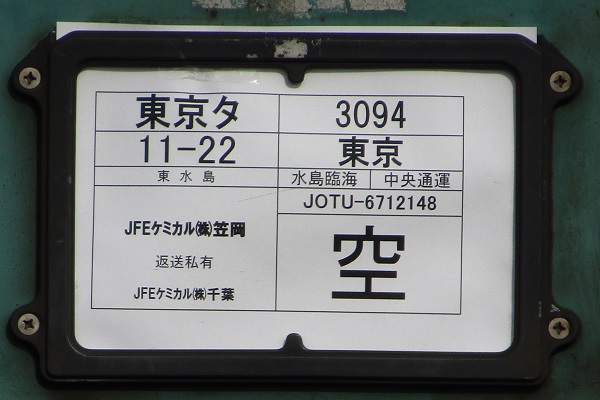 東京タ 3094
11-22 東京
東水島 水島臨海 中央通運
JOTU-6712148
JFEケミカル㈱笠岡
返送私有
JFEケミカル㈱千葉
空